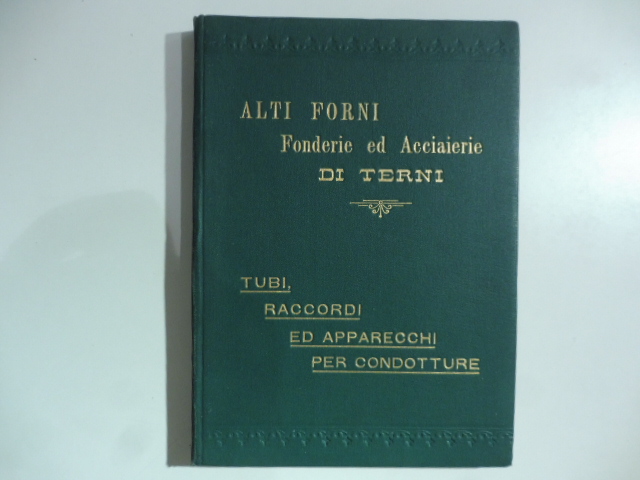 ALTI FORNI
Fonderie ed Acciaierie
DI TERNI
TUBI,
RACCORDI
ED APPARECCHI
PER CONDOTTURE